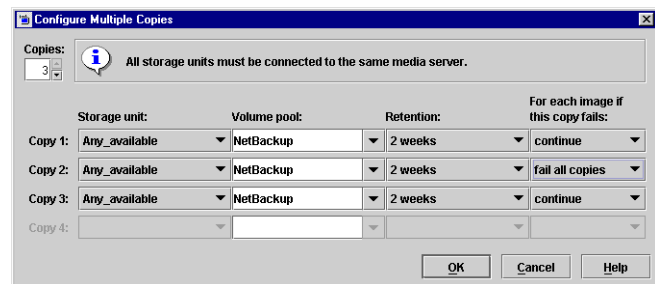 Configure Multiple Copies
Copies:
3
All storage units must be connected to the same media server.
Storage unit: Volume pool: Retention: For each image if this copy fails:
Copy 1: Any_available NetBackup 2 weeks continue
Copy 2: Any_available NetBackup 2 weeks fail all copies
Copy 3: Any_available NetBackup 2 weeks continue
Copy 4:
OK Cancel Help